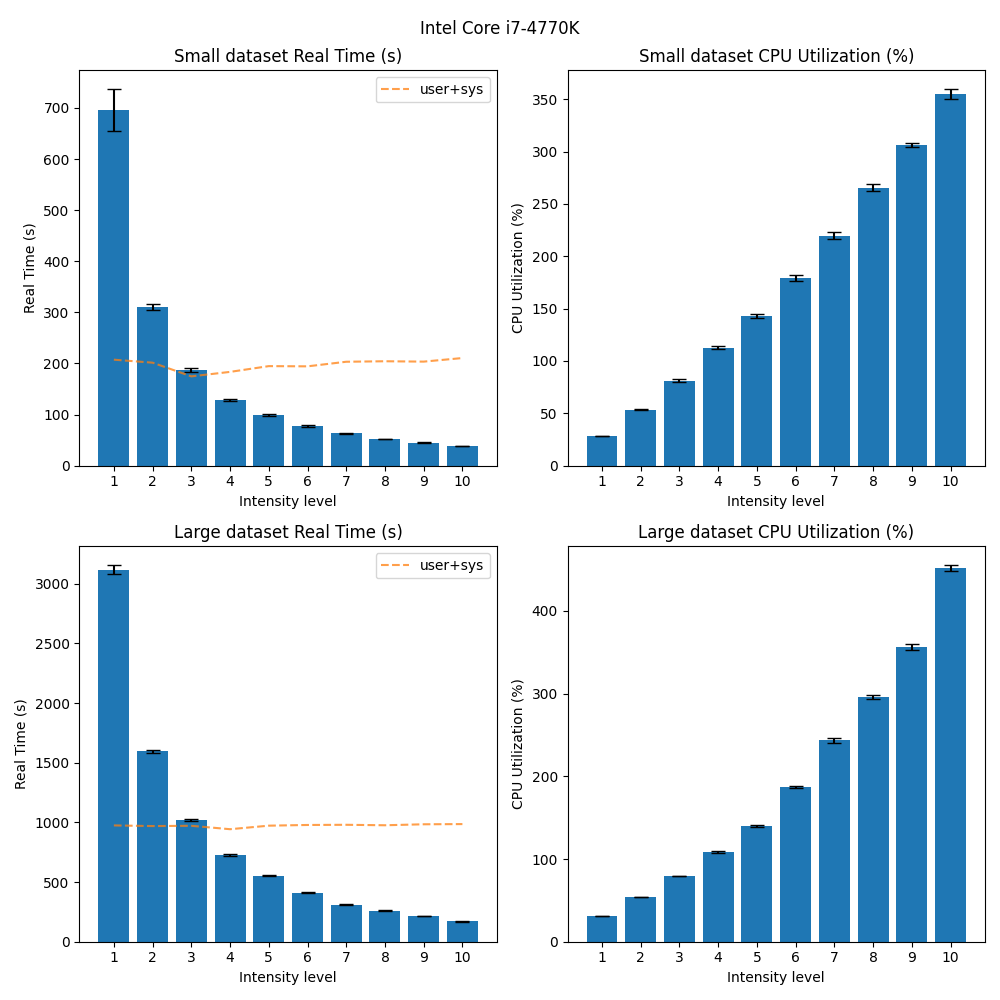 Intel Core i7-4770K
Small dataset Real Time (s)
700
600
500
400
300
200
100
0
Real Time (s)
user+sys
1 2 3 4 5 6 7 8 9 10
Intensity level
Small dataset CPU Utilization (%)
350
300
250
200
150
100
50
0
CPU Utilization (%)
1 2 3 4 5 6 7 8 9 10
Intensity level
Large dataset Real Time (s)
3000
2500
2000
1500
1000
500
0
Real Time (s)
user+sys
1 2 3 4 5 6 7 8 9 10
Intensity level
Large dataset CPU Utilization (%)
400
300
200
100
0
CPU Utilization (%)
1 2 3 4 5 6 7 8 9 10
Intensity level